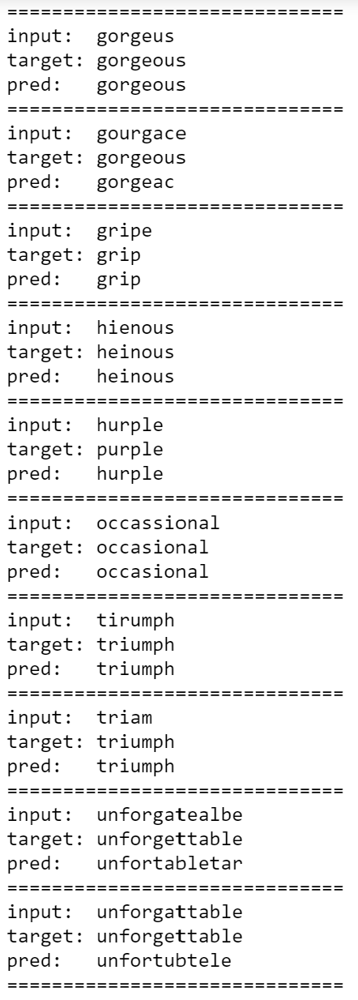 ==============================
input:  gorgeus
target: gorgeous
pred:   gorgeous
==============================
input:  gourgace
target: gorgeous
pred:   gorgeac
==============================
input:  gripe
target: grip
pred:   grip
==============================
input:  hienous
target: heinous
pred:   heinous
==============================
input:  hurple
target: purple
pred:   hurple
==============================
input:  occassional
target: occasional
pred:   occasional
==============================
input:  tirumph
target: triumph
pred:   triumph
==============================
input:  triam
target: triumph
pred:   triumph
==============================
input:  unforgatealbe
target: unforgettable
pred:   unfortabletar
==============================
input:  unforgattable
target: unforgettable
pred:   unfortubtele
==============================